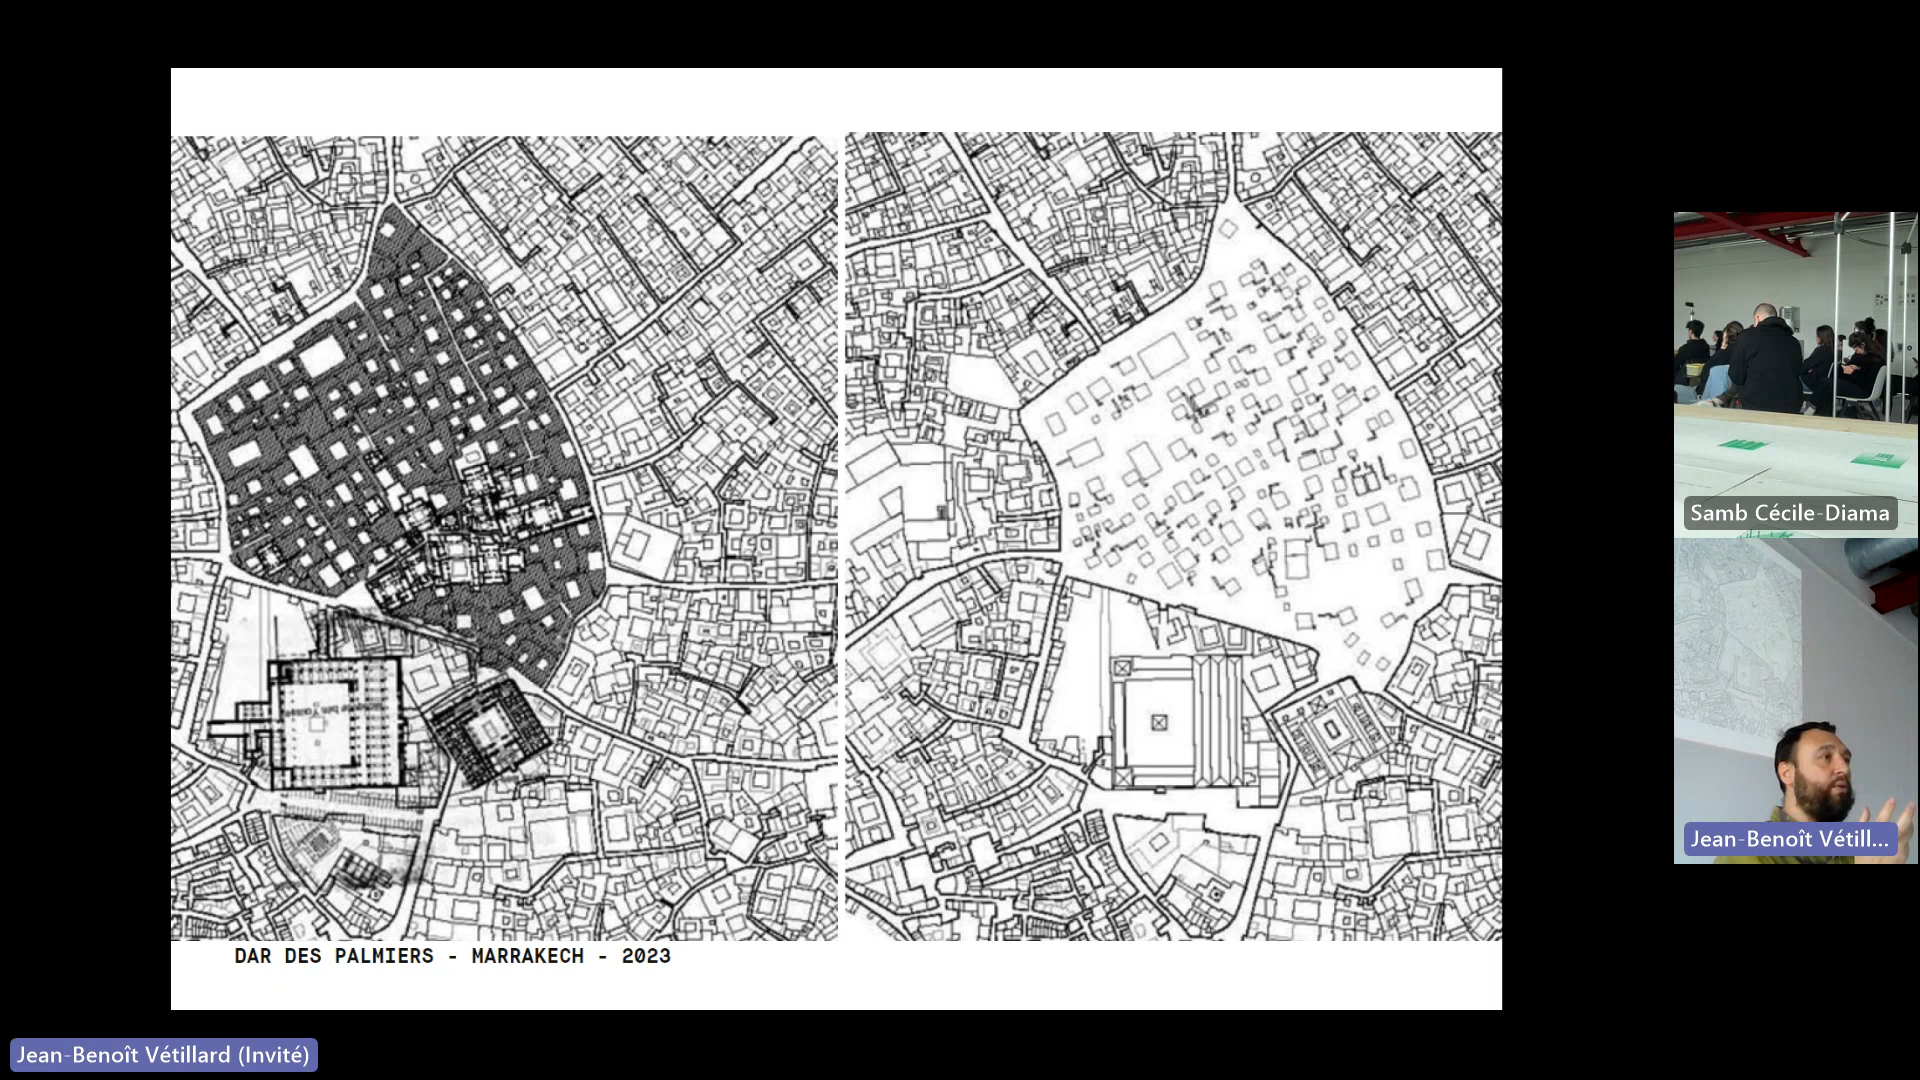 DAR DES PALMIERS - MARRAKECH - 2023
Samb Cécile-Diama
Jean-Benoît Vétill...
Jean-Benoît Vétillard (Invité)